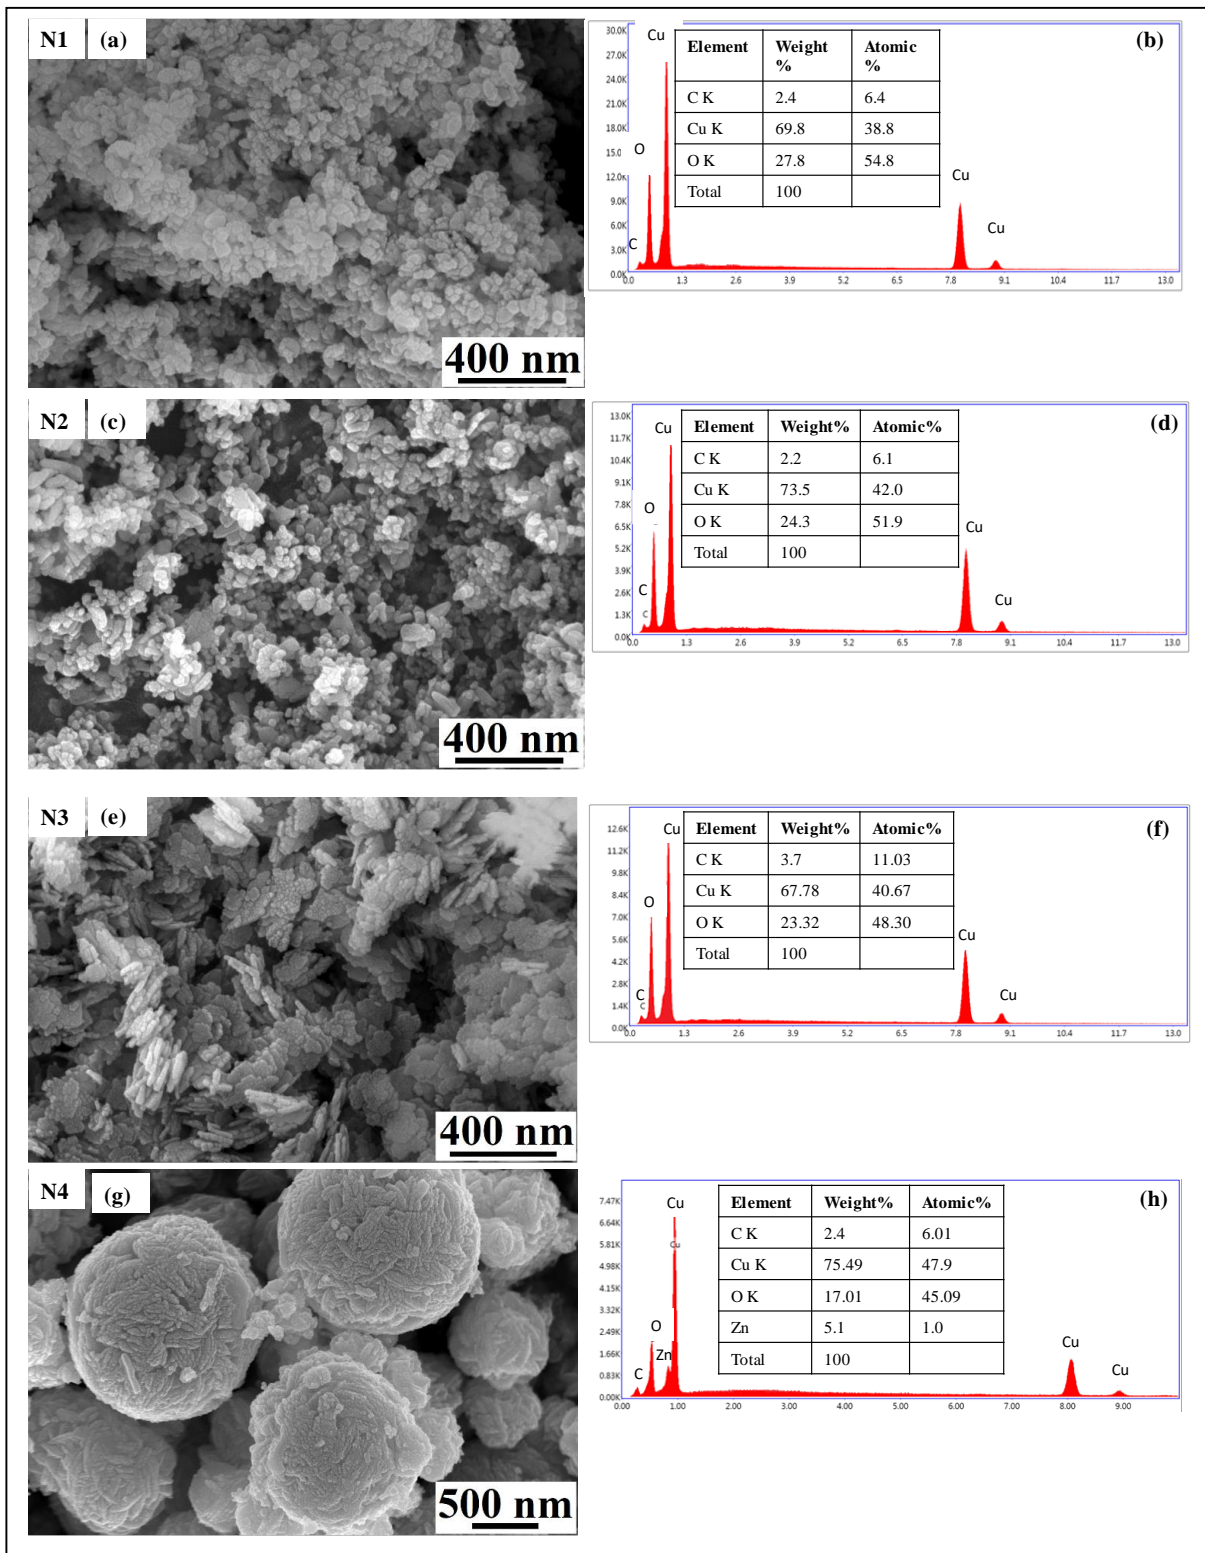 N1 (a)
400 nm
(b)
30.0K
27.0K
24.0K
21.0K
18.0K
15.0
12.0K
9.0K
6.0K
3.0K
0.0K
0.0 1.3 2.6 3.9 5.2 6.5 7.8 9.1 10.4 11.7 13.0
C
O
Cu
Cu
Cu
Element Weight % Atomic %
C K 2.4 6.4
Cu K 69.8 38.8
O K 27.8 54.8
Total 100
N2 (c)
400 nm
(d)
13.0K
11.7K
10.4K
9.1K
7.8K
6.5K
5.2K
3.9K
2.6K
1.3K
0.0K
0.0 1.3 2.6 3.9 5.2 6.5 7.8 9.1 10.4 11.7 13.0
C
C
O
Cu
Cu
Cu
Element Weight% Atomic%
C K 2.2 6.1
Cu K 73.5 42.0
O K 24.3 51.9
Total 100
N3 (e)
400 nm
(f)
12.6K
11.2K
9.8K
8.4K
7.0K
5.6K
4.2K
2.8K
1.4K
0.0K
0.0 1.3 2.6 3.9 5.2 6.5 7.8 9.1 10.4 11.7 13.0
C
C
O
Cu
Cu
Cu
Element Weight% Atomic%
C K 3.7 11.03
Cu K 67.78 40.67
O K 23.32 48.30
Total 100
N4 (g)
500 nm
(h)
7.47K
6.64K
5.81K
4.98K
4.15K
3.32K
2.49K
1.66K
0.83K
0.00K
0.00 1.00 2.00 3.00 4.00 5.00 6.00 7.00 8.00 9.00
C
O
Zn
Cu
Cu
Cu
Cu
Element Weight% Atomic%
C K 2.4 6.01
Cu K 75.49 47.9
O K 17.01 45.09
Zn 5.1 1.0
Total 100